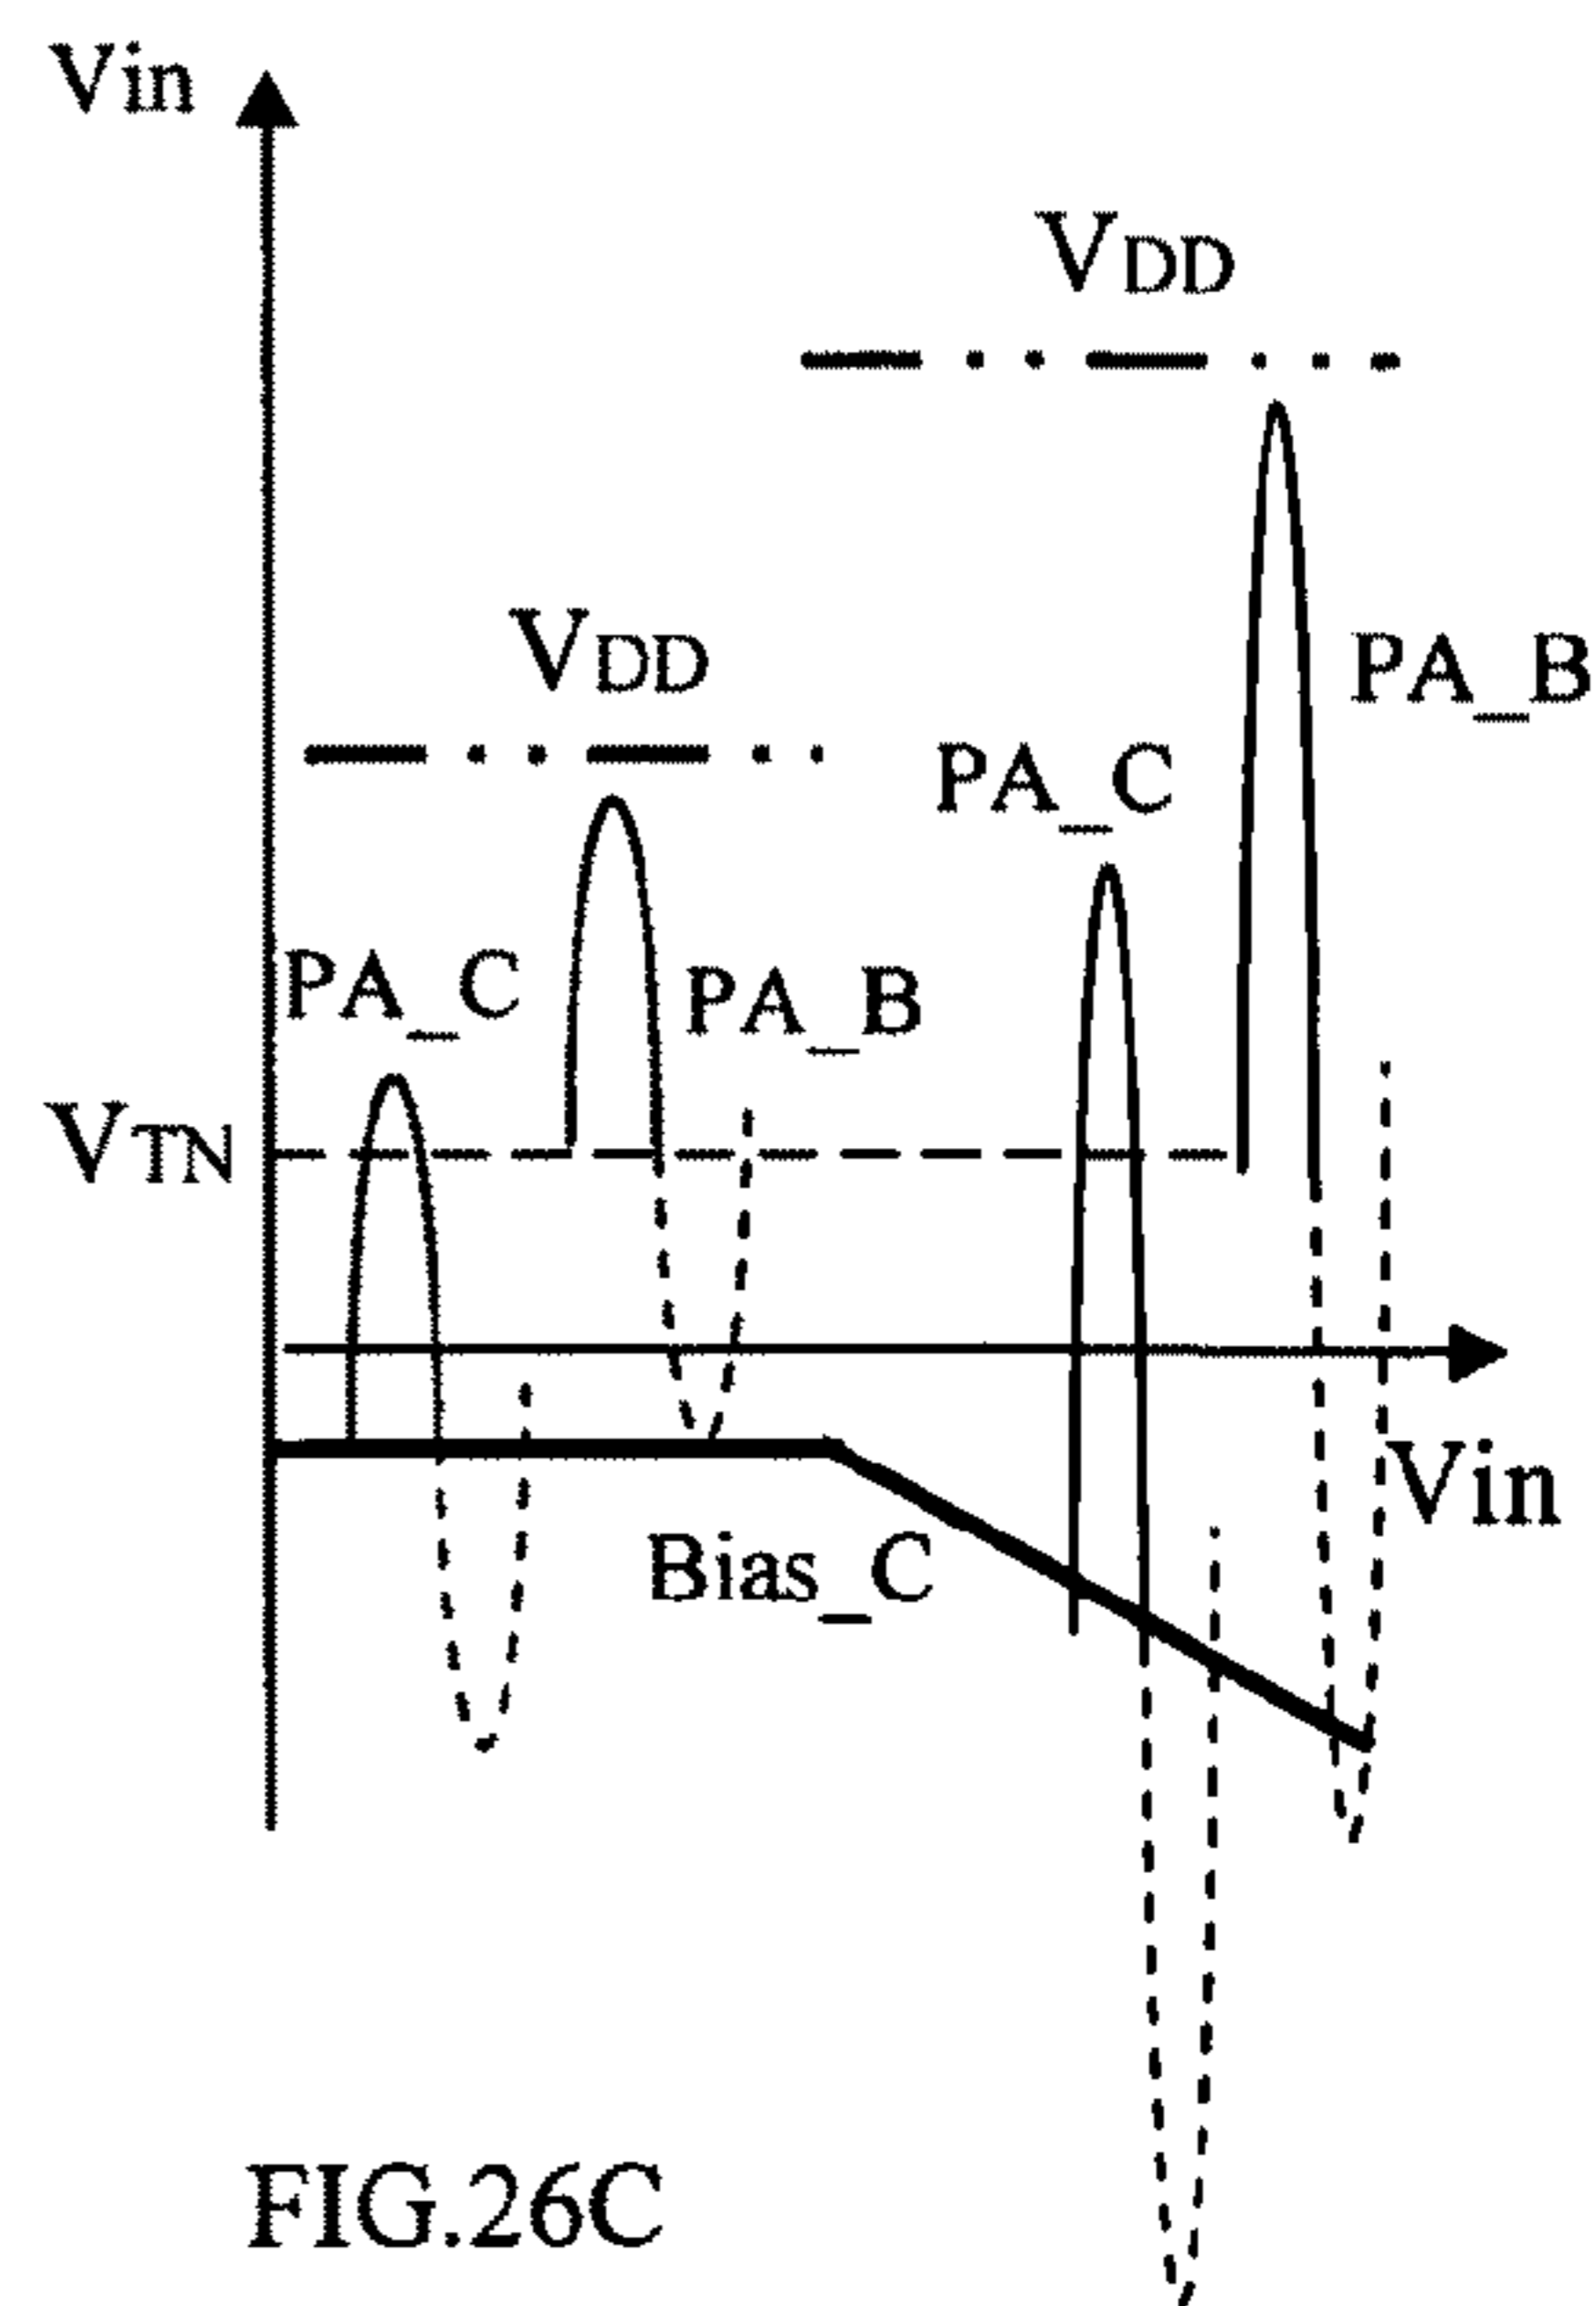 Vin
VDD
VDD
PA_B
PA_C
PA_C
PA_B
VTN
Vin
Bias_C
FIG.26C